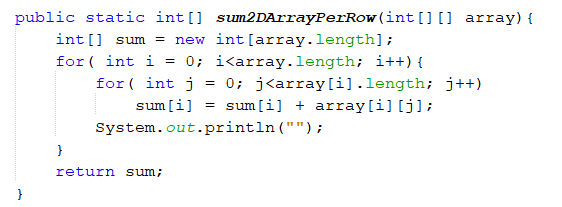 public static int[] sum2DArrayPerRow(int[][] array){
    int[] sum = new int[array.length];
    for( int i = 0; i<array.length; i++){
        for( int j = 0; j<array[i].length; j++)
            sum[i] = sum[i] + array[i][j];
        System.out.println("");
    }
    return sum;
}